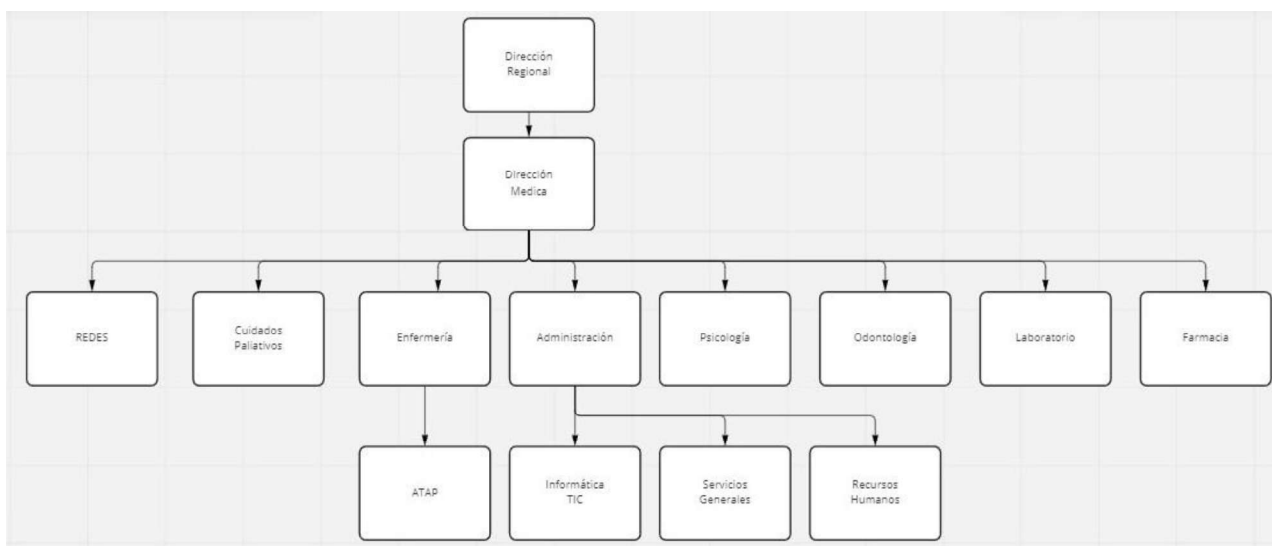 Dirección
Regional
Dirección
Medica
REDES
Cuidados
Paliativos
Enfermería
Administración
Psicología
Odontología
Laboratorio
Farmacia
ATAP
Informática
TIC
Servicios
Generales
Recursos
Humanos